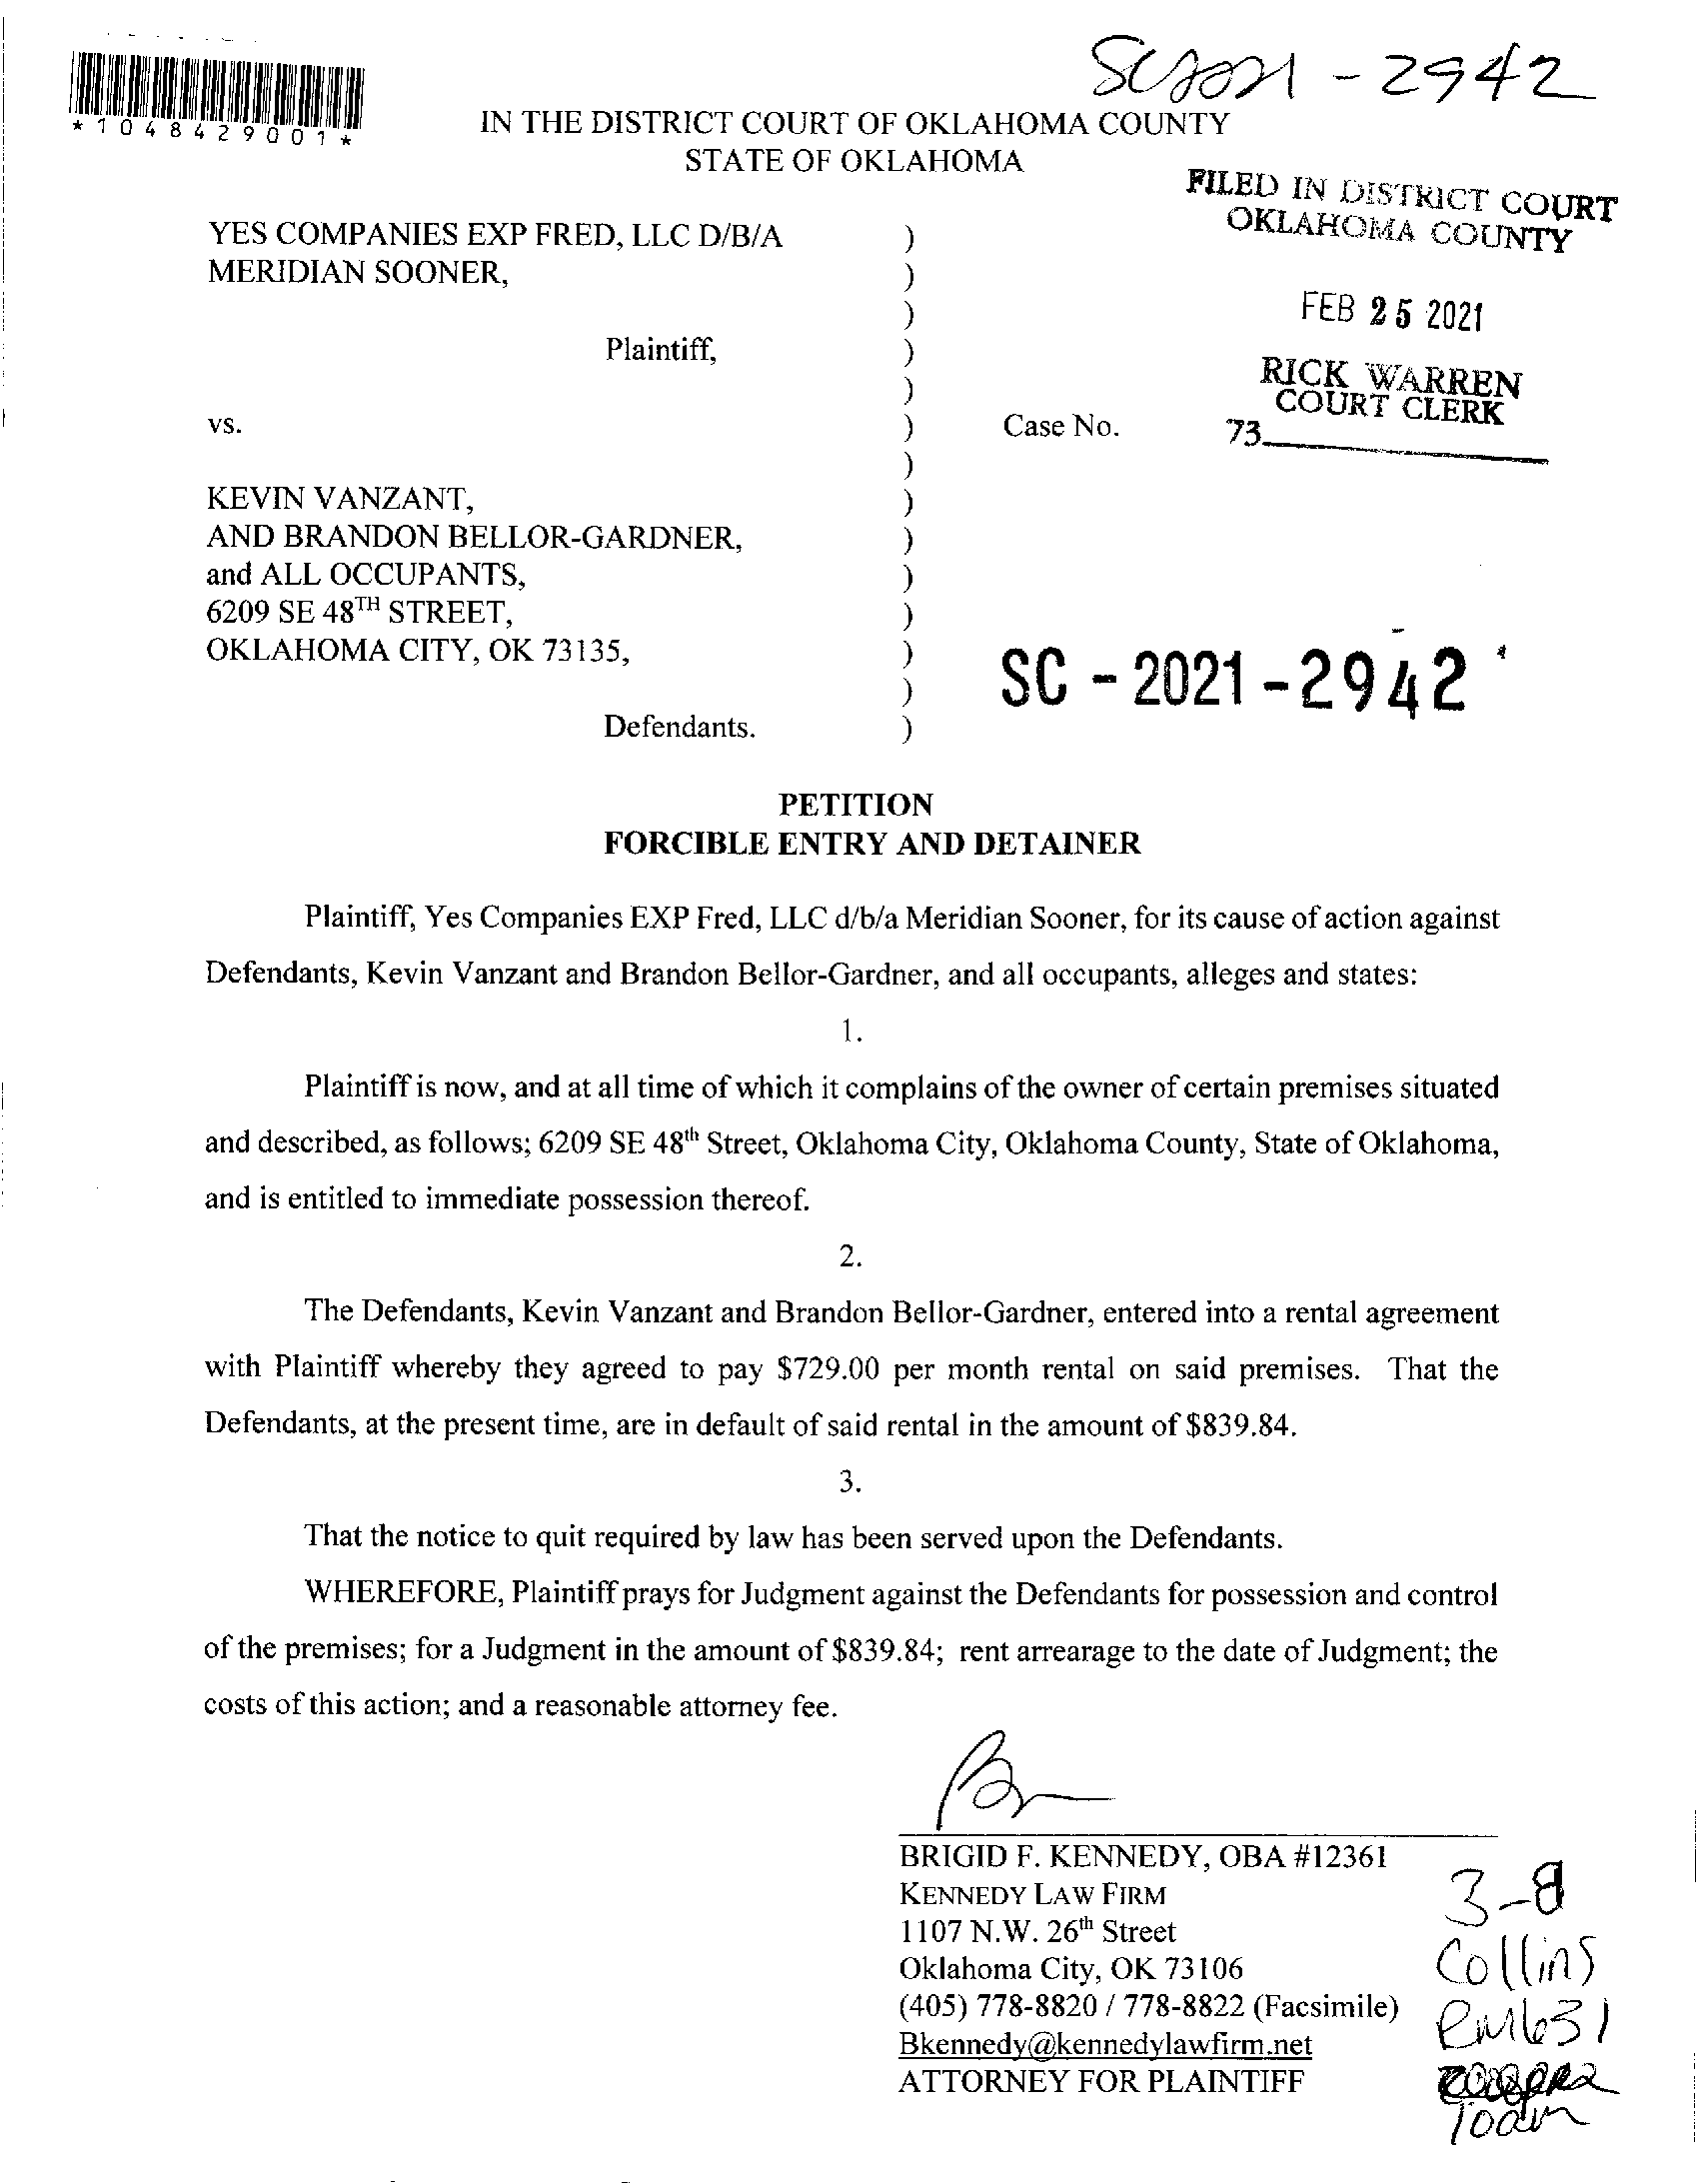 SC2021-2942
*1048429001*
IN THE DISTRICT COURT OF OKLAHOMA COUNTY
STATE OF OKLAHOMA
FILED IN DISTRICT COURT
OKLAHOMA COUNTY
FEB 25 2021
RICK WARREN
COURT CLERK
73
YES COMPANIES EXP FRED, LLC D/B/A )
MERIDIAN SOONER, )
)
Plaintiff, )
)
vs. ) Case No.
)
KEVIN VANZANT, )
AND BRANDON BELLOR-GARDNER, )
and ALL OCCUPANTS, )
6209 SE 48TH STREET, )
OKLAHOMA CITY, OK 73135, )
SC - 2021 - 2942
)
Defendants. )
PETITION
FORCIBLE ENTRY AND DETAINER
Plaintiff, Yes Companies EXP Fred, LLC d/b/a Meridian Sooner, for its cause of action against
Defendants, Kevin Vanzant and Brandon Bellor-Gardner, and all occupants, alleges and states:
1.
Plaintiff is now, and at all time of which it complains of the owner of certain premises situated
and described, as follows; 6209 SE 48th Street, Oklahoma City, Oklahoma County, State of Oklahoma,
and is entitled to immediate possession thereof.
2.
The Defendants, Kevin Vanzant and Brandon Bellor-Gardner, entered into a rental agreement
with Plaintiff whereby they agreed to pay $729.00 per month rental on said premises. That the
Defendants, at the present time, are in default of said rental in the amount of $839.84.
3.
That the notice to quit required by law has been served upon the Defendants.
WHEREFORE, Plaintiff prays for Judgment against the Defendants for possession and control
of the premises; for a Judgment in the amount of $839.84; rent arrearage to the date of Judgment; the
costs of this action; and a reasonable attorney fee.
BRIGID F. KENNEDY, OBA #12361
KENNEDY LAW FIRM
1107 N.W. 26th Street
Oklahoma City, OK 73106
(405) 778-8820 / 778-8822 (Facsimile)
Bkennedy@kennedylawfirm.net
ATTORNEY FOR PLAINTIFF
3-8
Collins
Rm631
10am